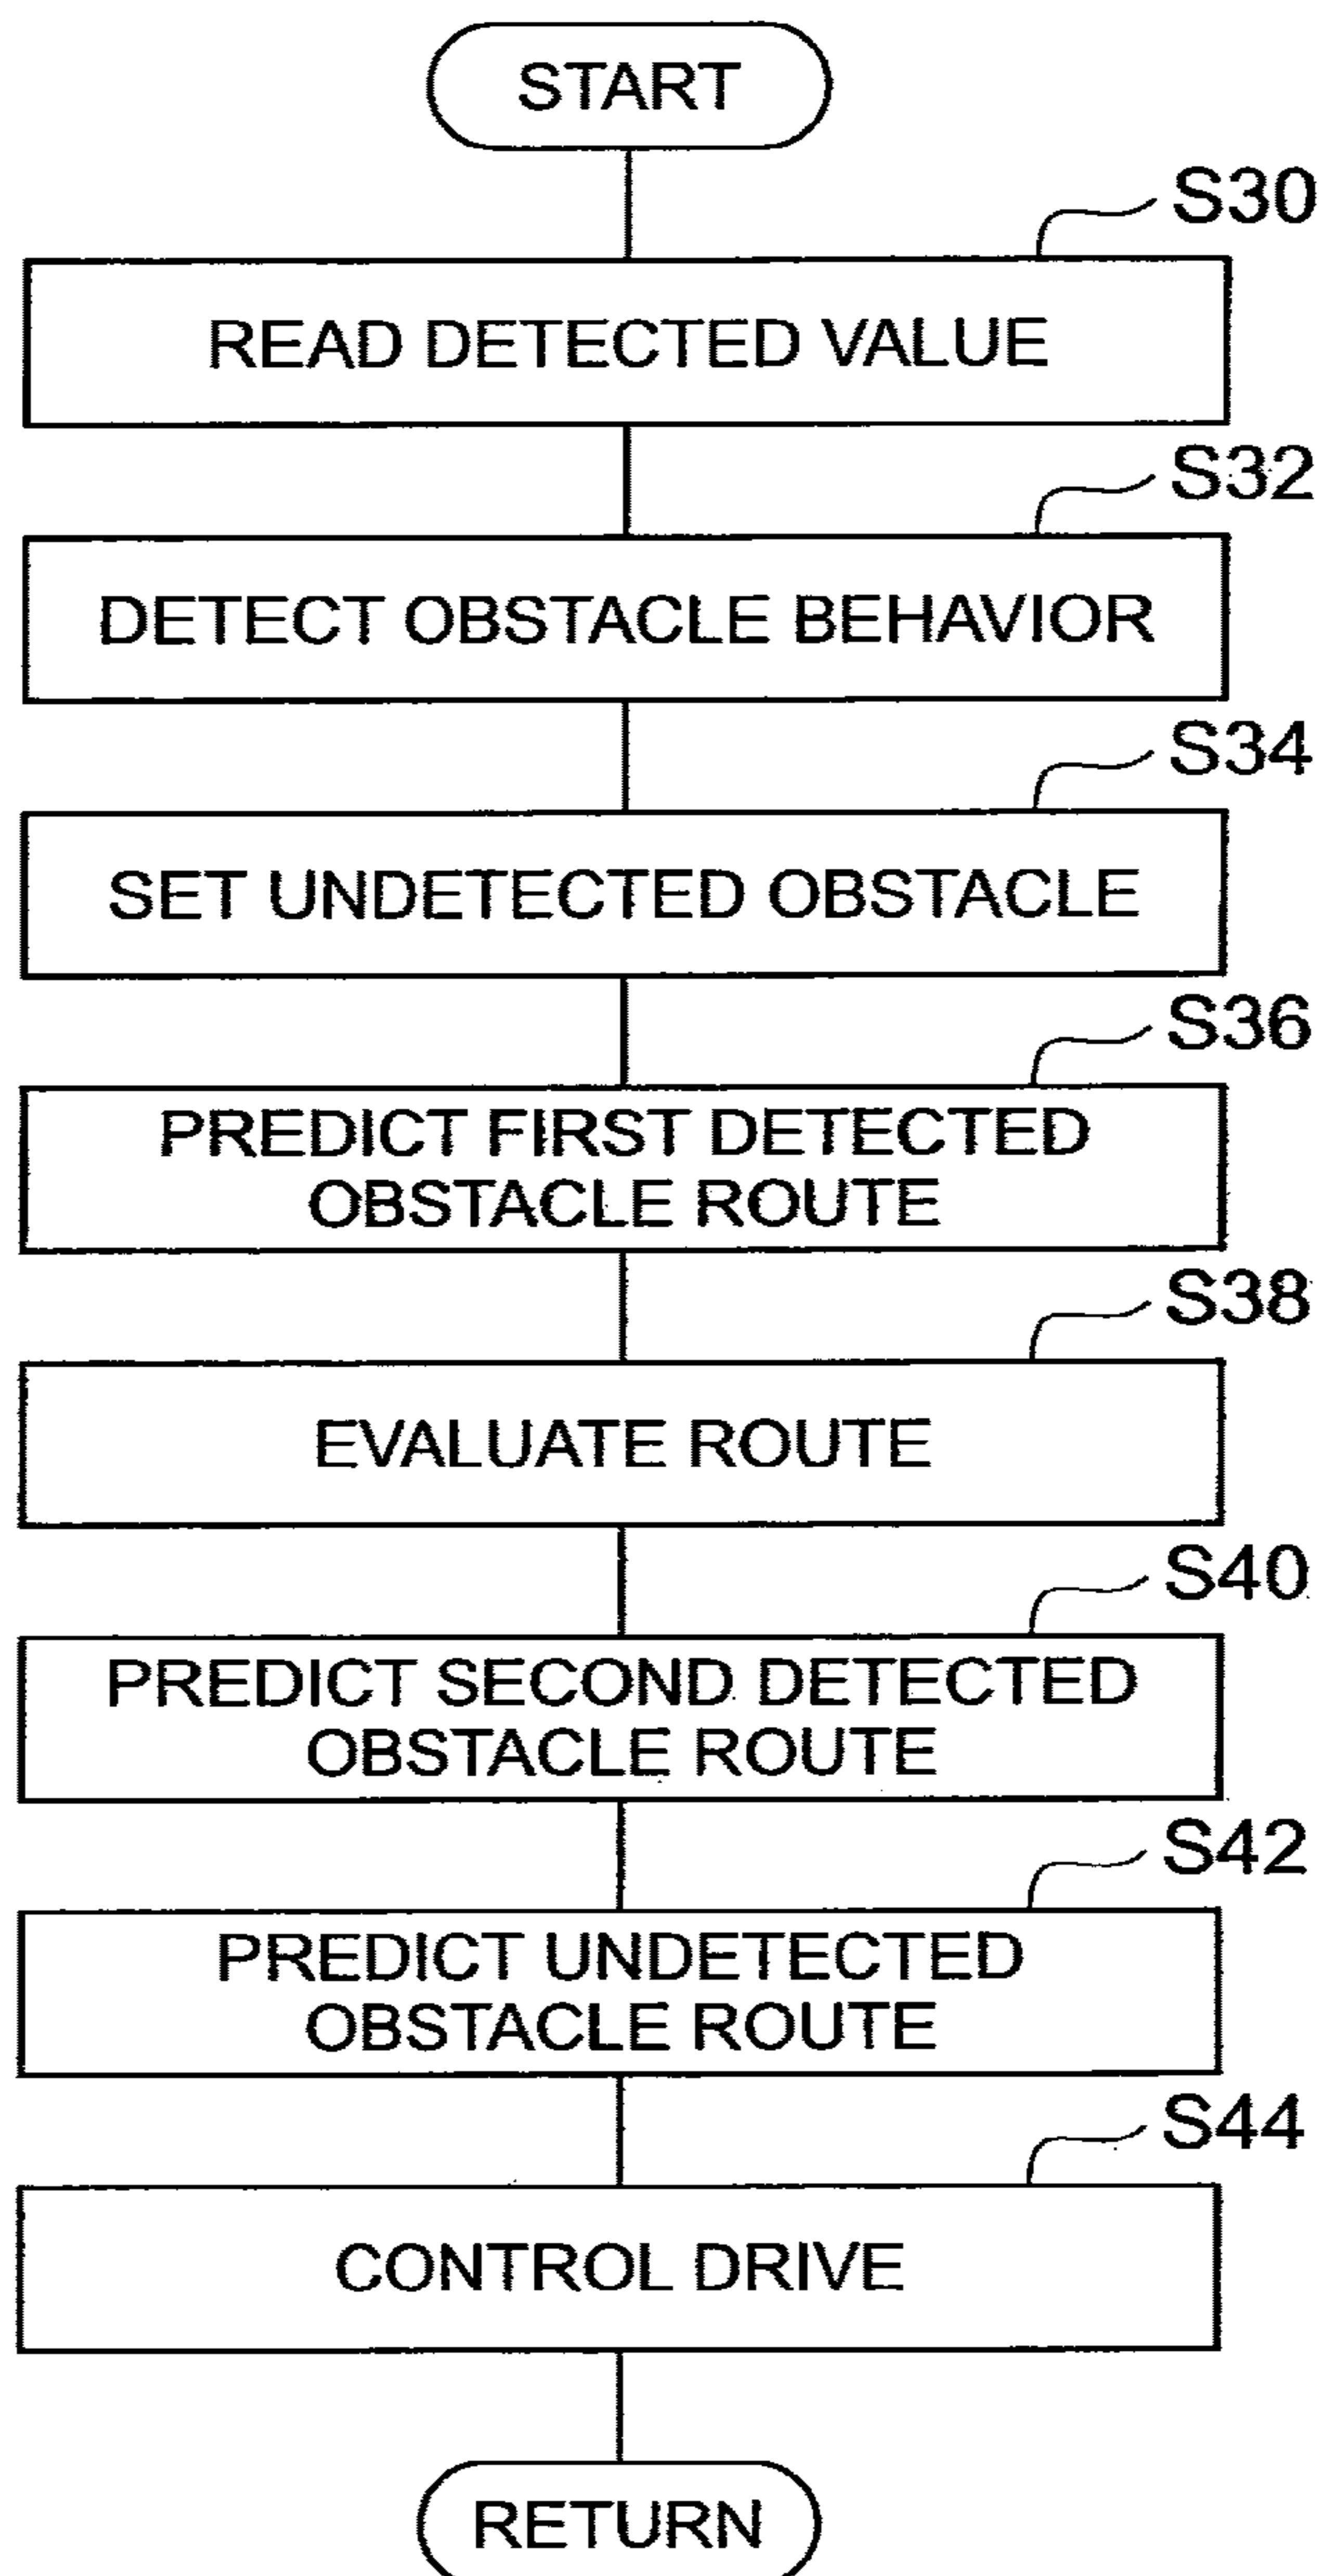 START
S30
READ DETECTED VALUE
S32
DETECT OBSTACLE BEHAVIOR
S34
SET UNDETECTED OBSTACLE
S36
PREDICT FIRST DETECTED
OBSTACLE ROUTE
S38
EVALUATE ROUTE
S40
PREDICT SECOND DETECTED
OBSTACLE ROUTE
S42
PREDICT UNDETECTED
OBSTACLE ROUTE
S44
CONTROL DRIVE
RETURN